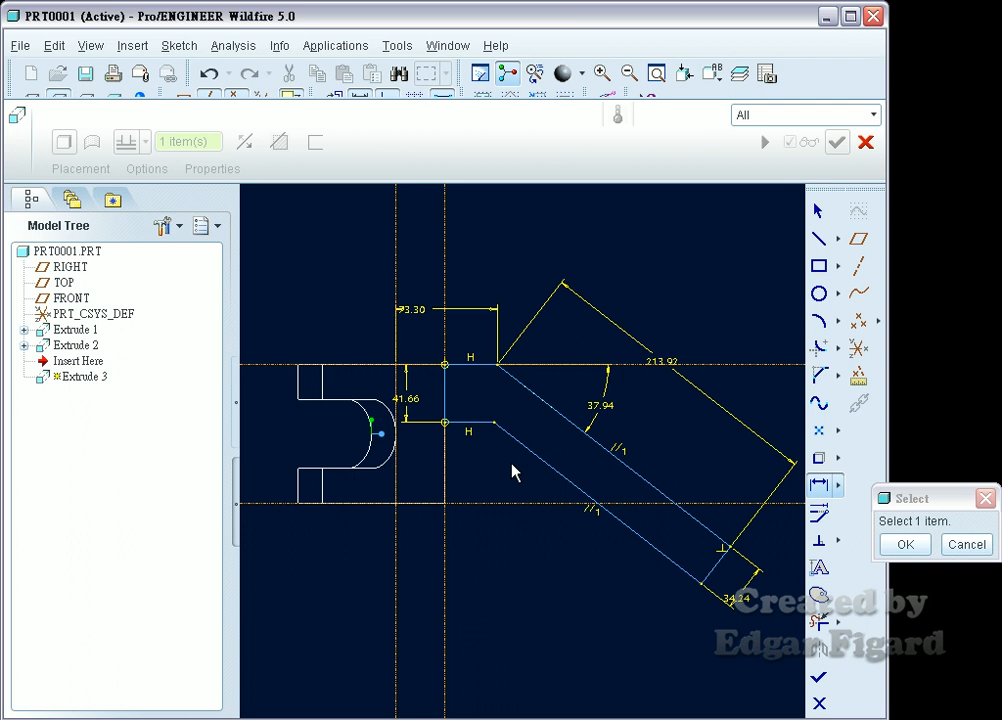 PRT0001 (Active) - Pro/ENGINEER Wildfire 5.0
File Edit View Insert Sketch Analysis Info Applications Tools Window Help
All
1 item(s)
Placement Options Properties
Model Tree
PRT0001.PRT
RIGHT
TOP
FRONT
PRT_CSYS_DEF
Extrude 1
Extrude 2
Insert Here
Extrude 3
73.30
H
213.92
41.66
37.94
H
//1
//1
34.24
Select
Select 1 item.
OK Cancel
Created by
Edgar Figard